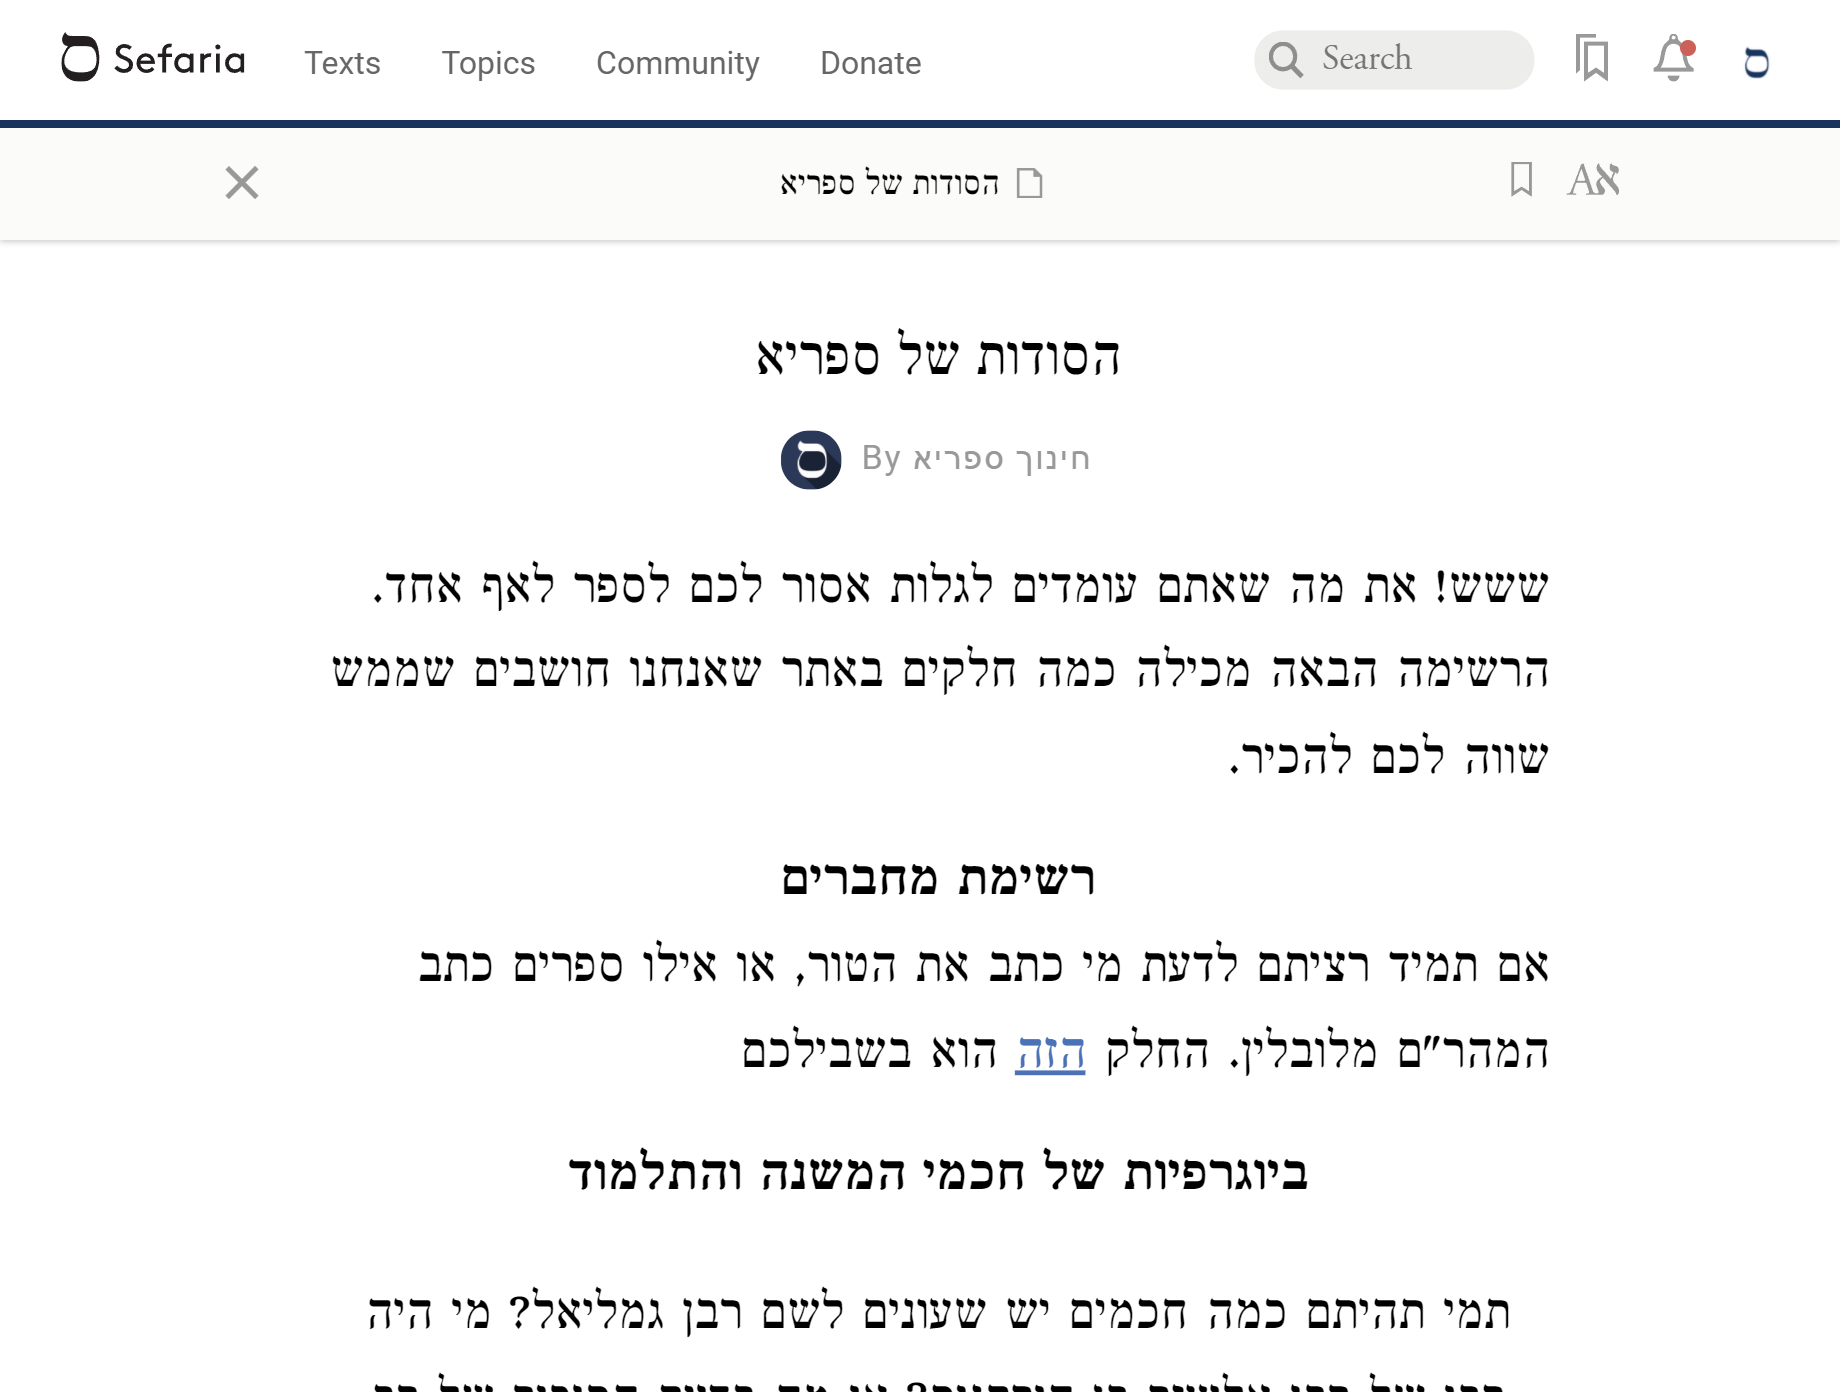 Sefaria
Texts
Topics
Community
Donate
Search
הסודות של ספריא
אA
הסודות של ספריא
By חינוך ספריא
ששש! את מה שאתם עומדים לגלות אסור לכם לספר לאף אחד.
הרשימה הבאה מכילה כמה חלקים באתר שאנחנו חושבים שממש
שווה לכם להכיר.
רשימת מחברים
אם תמיד רציתם לדעת מי כתב את הטור, או אילו ספרים כתב
המהר"ם מלובלין. החלק הזה הוא בשבילכם
ביוגרפיות של חכמי המשנה והתלמוד
תמי תהיתם כמה חכמים יש שעונים לשם רבן גמליאל? מי היה